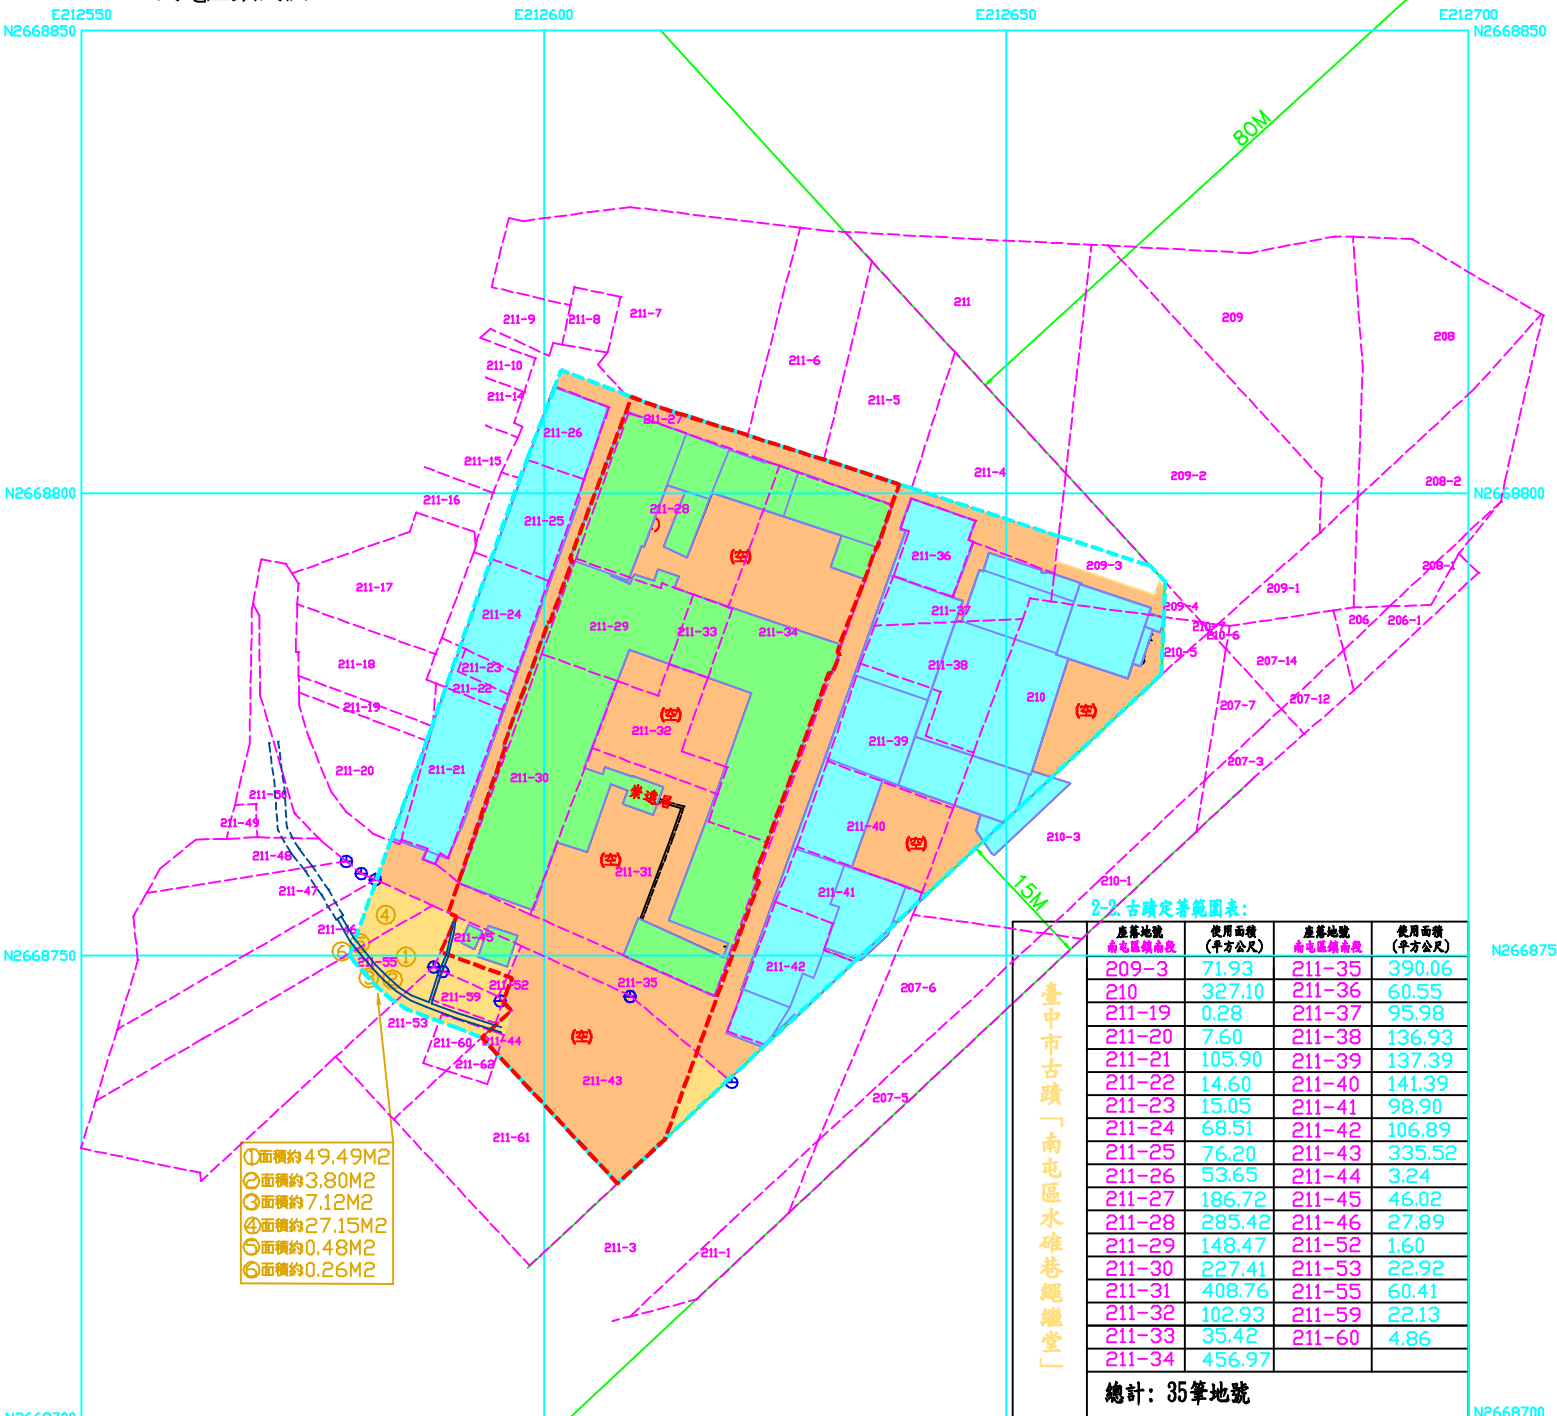 E212550
E212600
E212650
E212700
N2668850
N2668850
80M
211
209
208
211-9
211-8
211-7
211-10
211-6
211-14
211-5
211-27
211-26
211-15
211-4
209-2
208-2
N2668800
N2668800
211-16
211-28
211-25
(空)
211-36
209-3
208-1
211-17
209-1
211-24
211-37
209-4
206
206-1
211-29
211-33
211-34
210-6
211-18
211-23
211-38
210-5
207-14
211-22
210
207-12
211-19
(空)
(空)
207-7
211-32
211-39
211-20
211-21
211-30
207-3
211-50
崇遠居
211-49
211-40
210-3
(空)
211-48
(空)
211-31
211-47
211-41
210-1
15M
④
211-46
211-45
N2668750
⑥
①
211-55
211-42
N266875
211-52
211-35
211-59
207-6
211-53
(空)
211-60
211-44
211-62
211-43
207-5
211-61
211-3
211-1
①面積約49.49M2
②面積約3.80M2
③面積約7.12M2
④面積約27.15M2
⑤面積約0.48M2
⑥面積約0.26M2
2-2.古蹟定著範圍表:
臺中市古蹟「南屯區水碓巷繩繼堂」
座落地號 使用面積 座落地號 使用面積
南屯區鎮南段 (平方公尺) 南屯區鎮南段 (平方公尺)
209-3 71.93 211-35 390.06
210 327.10 211-36 60.55
211-19 0.28 211-37 95.98
211-20 7.60 211-38 136.93
211-21 105.90 211-39 137.39
211-22 14.60 211-40 141.39
211-23 15.05 211-41 98.90
211-24 68.51 211-42 106.89
211-25 76.20 211-43 335.52
211-26 53.65 211-44 3.24
211-27 186.72 211-45 46.02
211-28 285.42 211-46 27.89
211-29 148.47 211-52 1.60
211-30 227.41 211-53 22.92
211-31 408.76 211-55 60.41
211-32 102.93 211-59 22.13
211-33 35.42 211-60 4.86
211-34 456.97
總計: 35筆地號
N2668700
N2668700